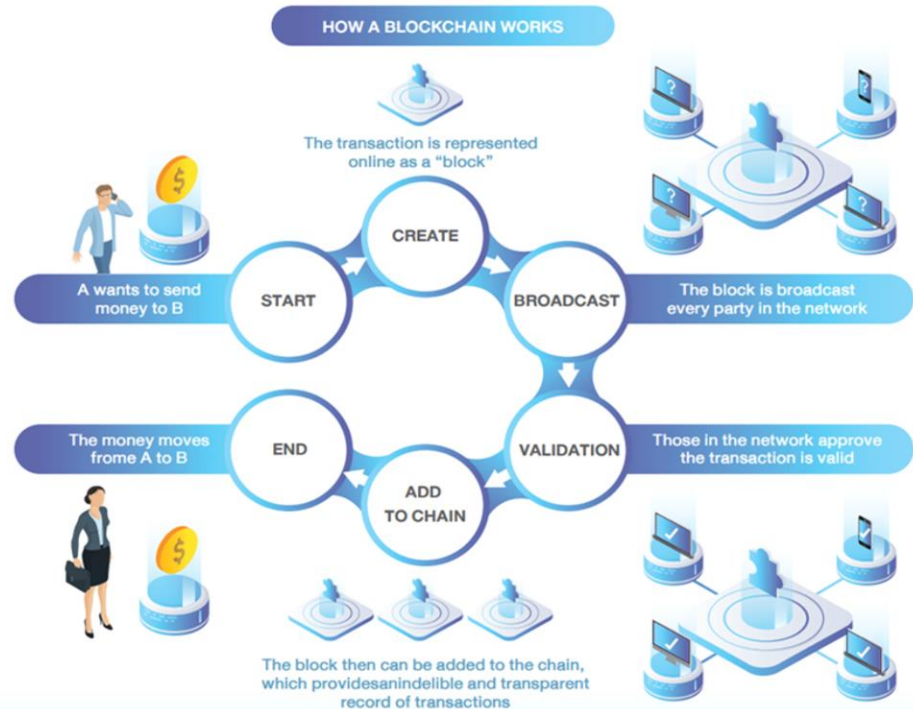 HOW A BLOCKCHAIN WORKS
The transaction is represented
online as a "block"
A wants to send
money to B
START
CREATE
BROADCAST
The block is broadcast
every party in the network
VALIDATION
Those in the network approve
the transaction is valid
ADD
TO CHAIN
The block then can be added to the chain,
which providesanindelible and transparent
record of transactions
END
The money moves
frome A to B
$
$
?
?
?
?